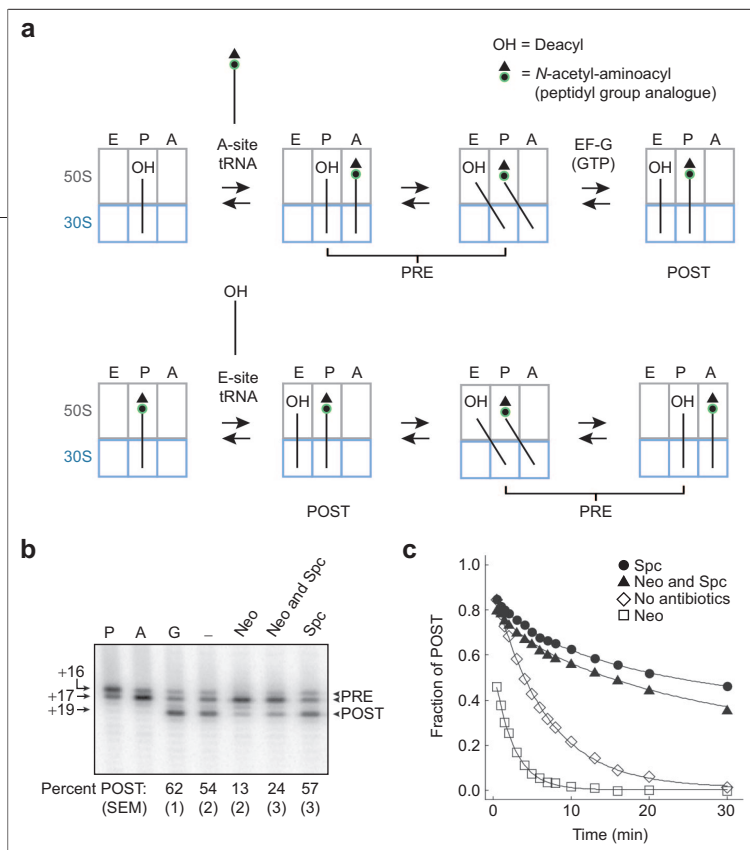 a
OH = Deacyl
= N-acetyl-aminoacyl
(peptidyl group analogue)
E P A
A-site
tRNA
E P A
E P A
EF-G
(GTP)
E P A
50S
30S
OH
OH
OH
OH
PRE
POST
OH
E P A
E-site
tRNA
E P A
E P A
E P A
50S
30S
OH
OH
OH
POST
PRE
b
P A G – Neo Neo and Spc Spc
+16
+17
+19
PRE
POST
Percent POST: 62 54 13 24 57
(SEM) (1) (2) (2) (3) (3)
c
Fraction of POST
1.0
0.8
0.6
0.4
0.2
0.0
Spc
Neo and Spc
No antibiotics
Neo
0 10 20 30
Time (min)